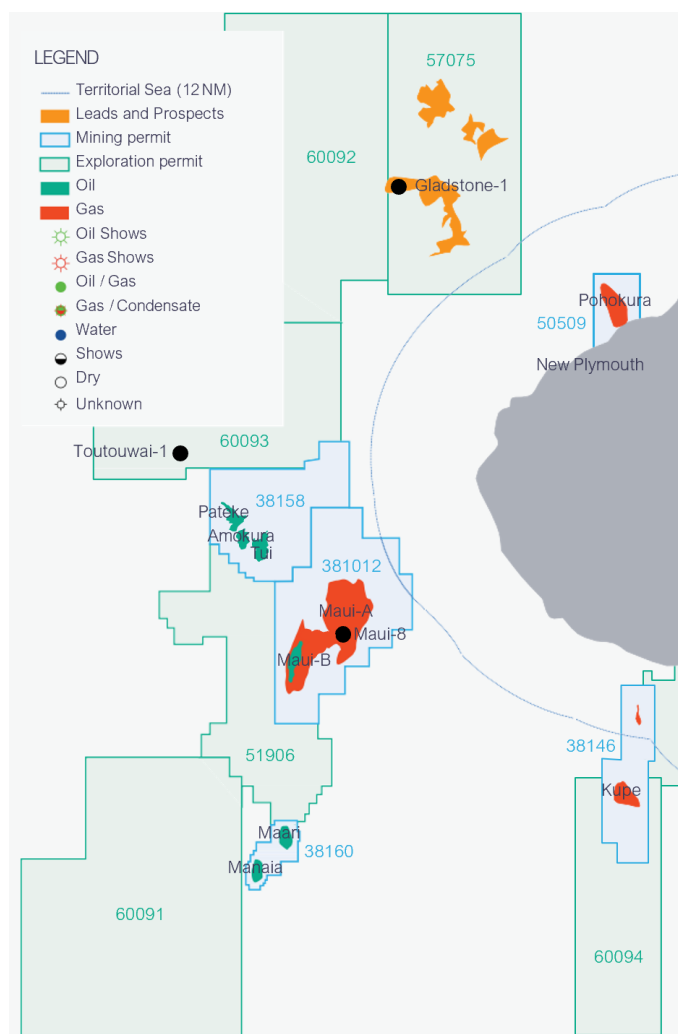 LEGEND
Territorial Sea (12 NM)
Leads and Prospects
Mining permit
Exploration permit
Oil
Gas
Oil Shows
Gas Shows
Oil / Gas
Gas / Condensate
Water
Shows
Dry
Unknown
57075
60092
Gladstone-1
Pohokura
50509
New Plymouth
60093
Toutouwai-1
38158
Pateke
Amokura
Tui
381012
Maui-A
Maui-8
Maui-B
38146
51906
Kupe
Maari
38160
Manaia
60091
60094